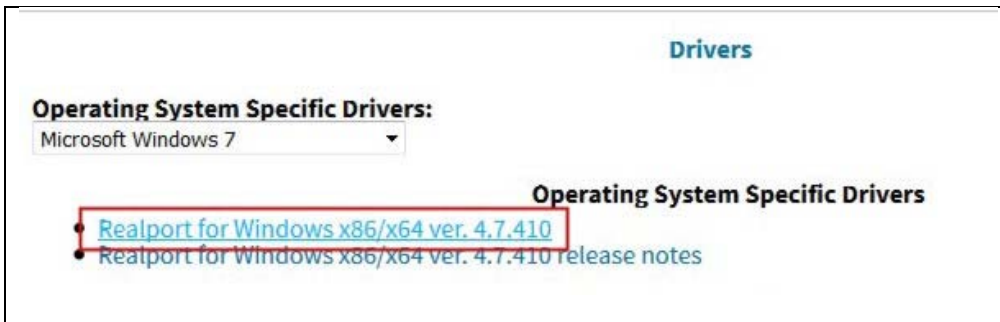 Drivers
Operating System Specific Drivers:
Microsoft Windows 7
Operating System Specific Drivers
Realport for Windows x86/x64 ver. 4.7.410
Realport for Windows x86/x64 ver. 4.7.410 release notes